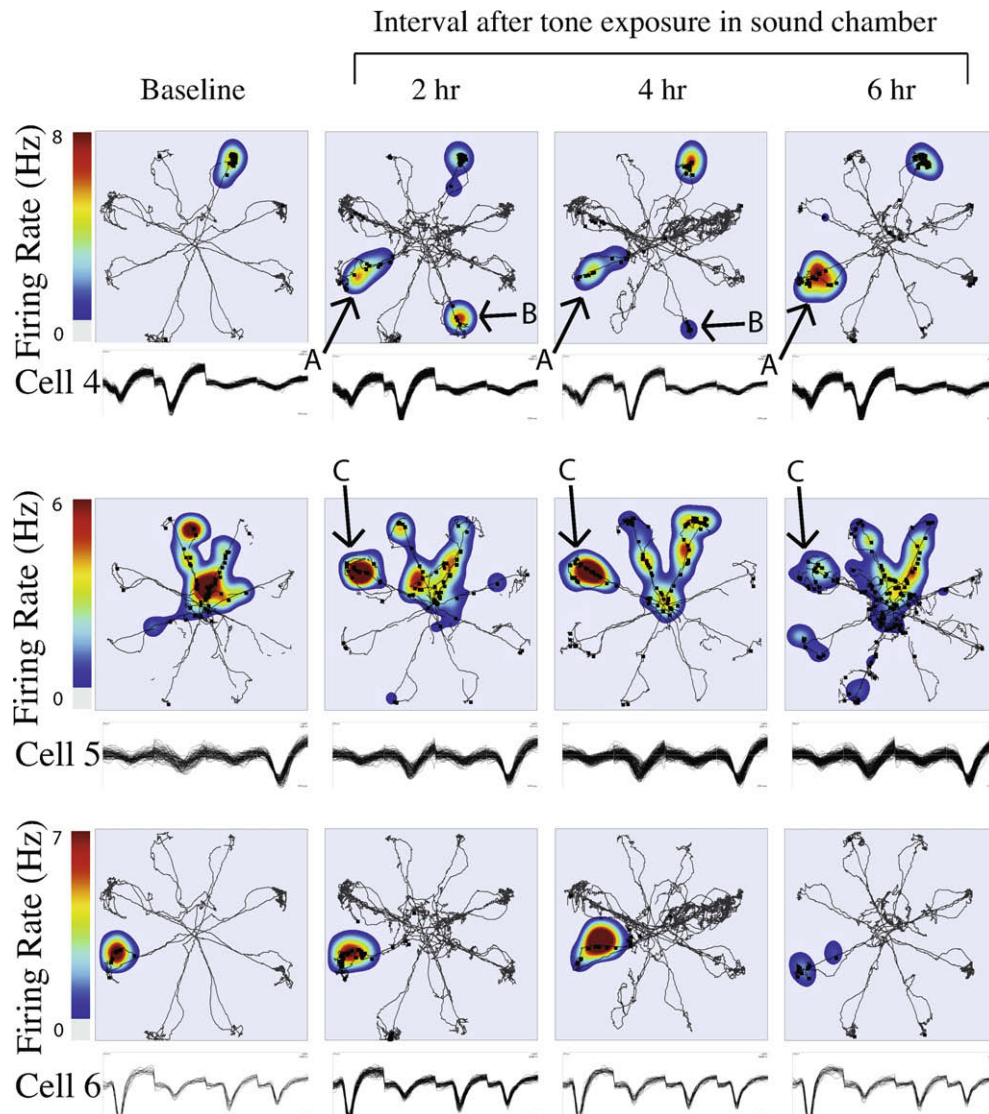 Interval after tone exposure in sound chamber
Baseline
2 hr
4 hr
6 hr
Firing Rate (Hz)
8
0
A
B
A
B
A
Cell 4
Firing Rate (Hz)
6
0
C
C
C
Cell 5
Firing Rate (Hz)
7
0
Cell 6